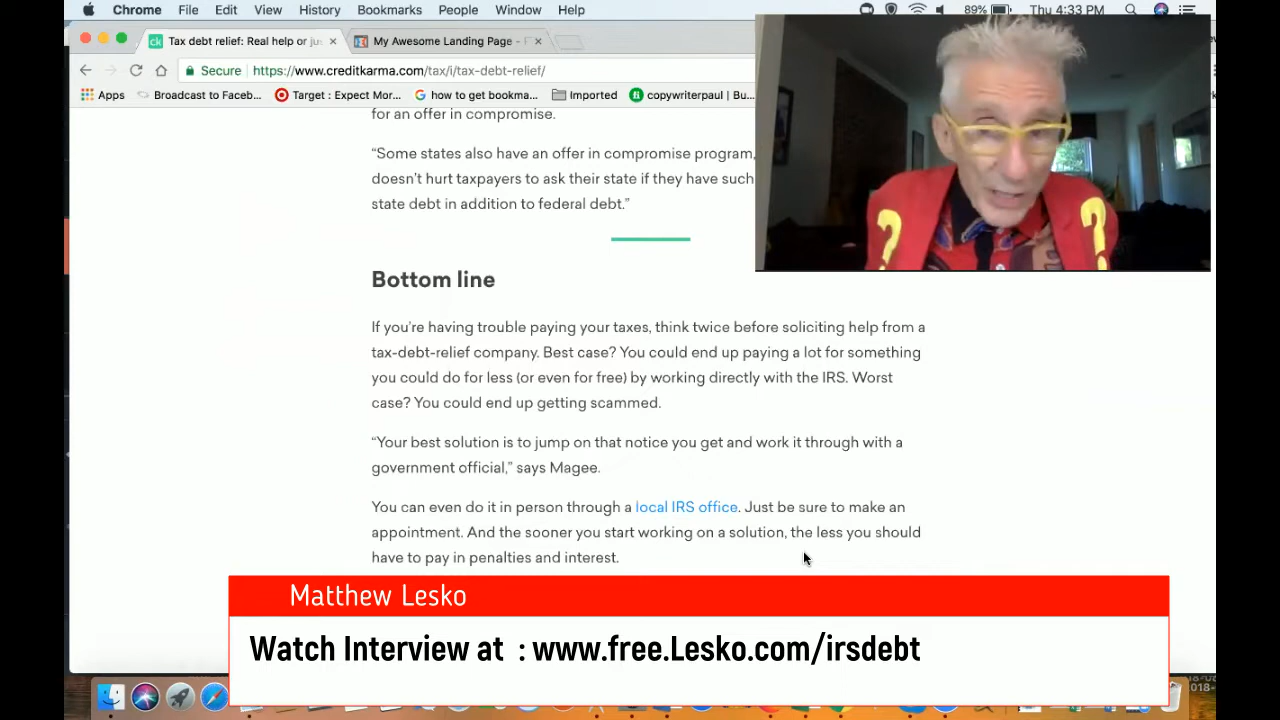 Chrome File Edit View History Bookmarks People Window Help 89% Thu 4:33 PM
ck Tax debt relief: Real help or ju × My Awesome Landing Page - ×
Secure https://www.creditkarma.com/tax/i/tax-debt-relief/
Apps Broadcast to Faceb... Target : Expect Mor... how to get bookma... Imported fi copywriterpaul | Bu...
for an offer in compromise.
“Some states also have an offer in compromise program,
doesn’t hurt taxpayers to ask their state if they have such
state debt in addition to federal debt.”
? ?
Bottom line
If you’re having trouble paying your taxes, think twice before soliciting help from a
tax-debt-relief company. Best case? You could end up paying a lot for something
you could do for less (or even for free) by working directly with the IRS. Worst
case? You could end up getting scammed.
“Your best solution is to jump on that notice you get and work it through with a
government official,” says Magee.
You can even do it in person through a local IRS office. Just be sure to make an
appointment. And the sooner you start working on a solution, the less you should
have to pay in penalties and interest.
Matthew Lesko
Watch Interview at : www.free.Lesko.com/irsdebt